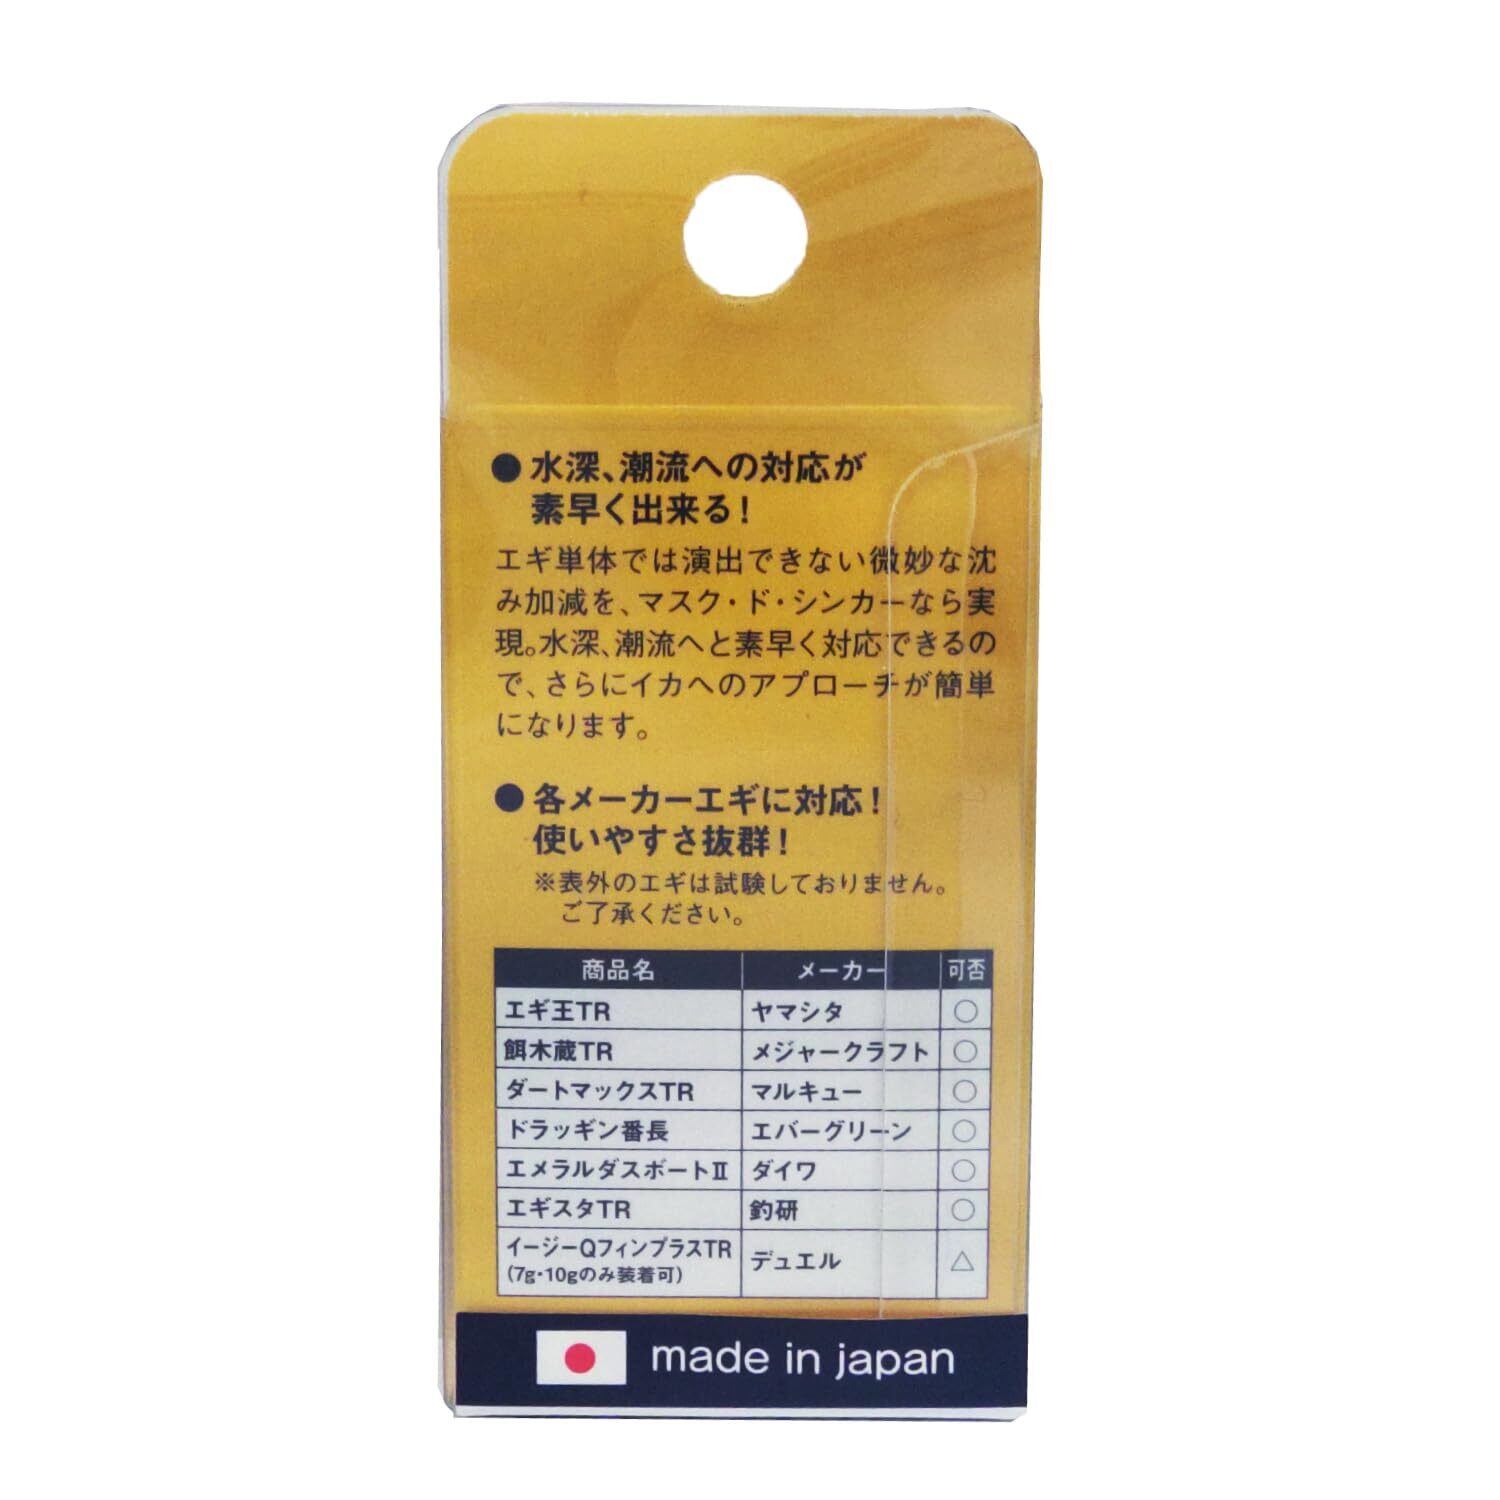 ●水深、潮流への対応が
素早く出来る！
エギ単体では演出できない微妙な沈
み加減を、マスク・ド・シンカーなら実
現。水深、潮流へと素早く対応できるの
で、さらにイカへのアプローチが簡単
になります。
●各メーカーエギに対応！
使いやすさ抜群！
※表外のエギは試験しておりません。
ご了承ください。
商品名 メーカー 可否
エギ王TR ヤマシタ ○
餌木蔵TR メジャークラフト ○
ダートマックスTR マルキュー ○
ドラッギン番長 エバーグリーン ○
エメラルダスボートⅡ ダイワ ○
エギスタTR 釣研 ○
イージーQフィンプラスTR デュエル △
(7g・10gのみ装着可)
made in japan